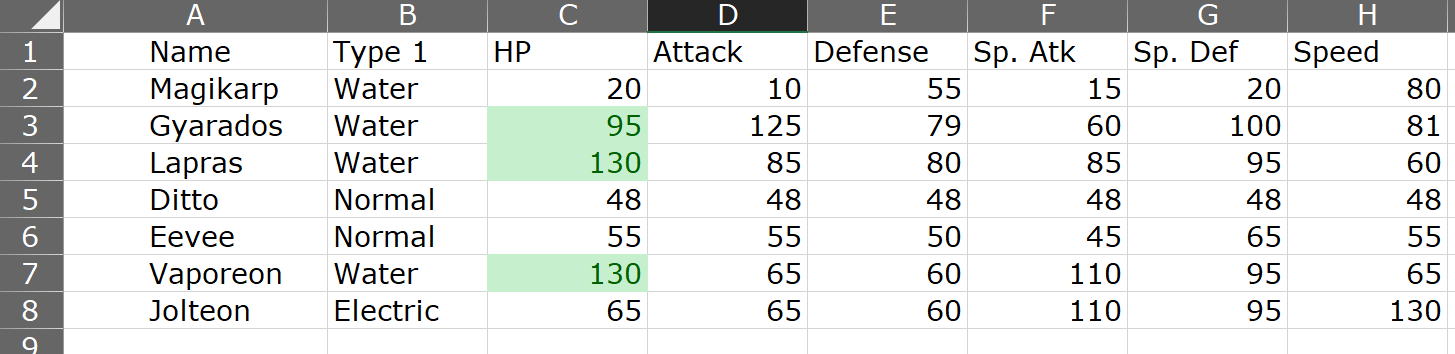 A B C D E F G H
1 Name Type 1 HP Attack Defense Sp. Atk Sp. Def Speed
2 Magikarp Water 20 10 55 15 20 80
3 Gyarados Water 95 125 79 60 100 81
4 Lapras Water 130 85 80 85 95 60
5 Ditto Normal 48 48 48 48 48 48
6 Eevee Normal 55 55 50 45 65 55
7 Vaporeon Water 130 65 60 110 95 65
8 Jolteon Electric 65 65 60 110 95 130
9